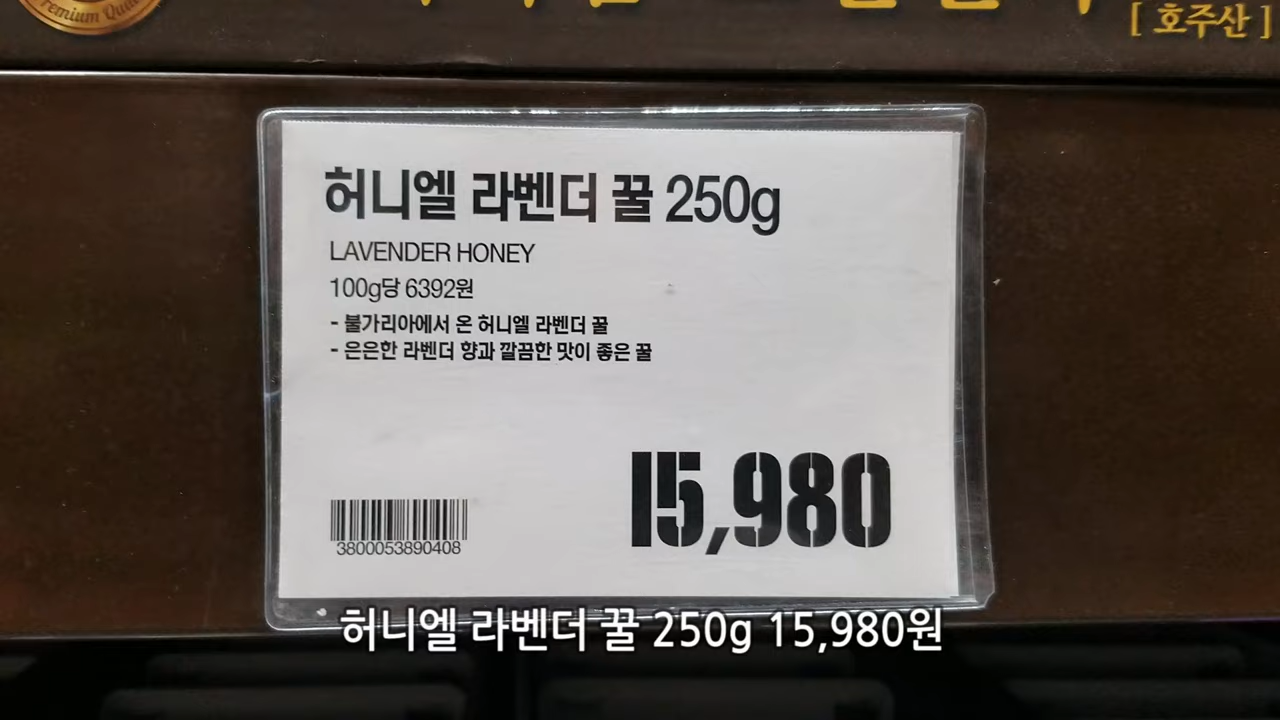 Premium Qua
[ 호주산 ]
허니엘 라벤더 꿀 250g
LAVENDER HONEY
100g당 6392원
- 불가리아에서 온 허니엘 라벤더 꿀
- 은은한 라벤더 향과 깔끔한 맛이 좋은 꿀
15,980
3800053890408
허니엘 라벤더 꿀 250g 15,980원